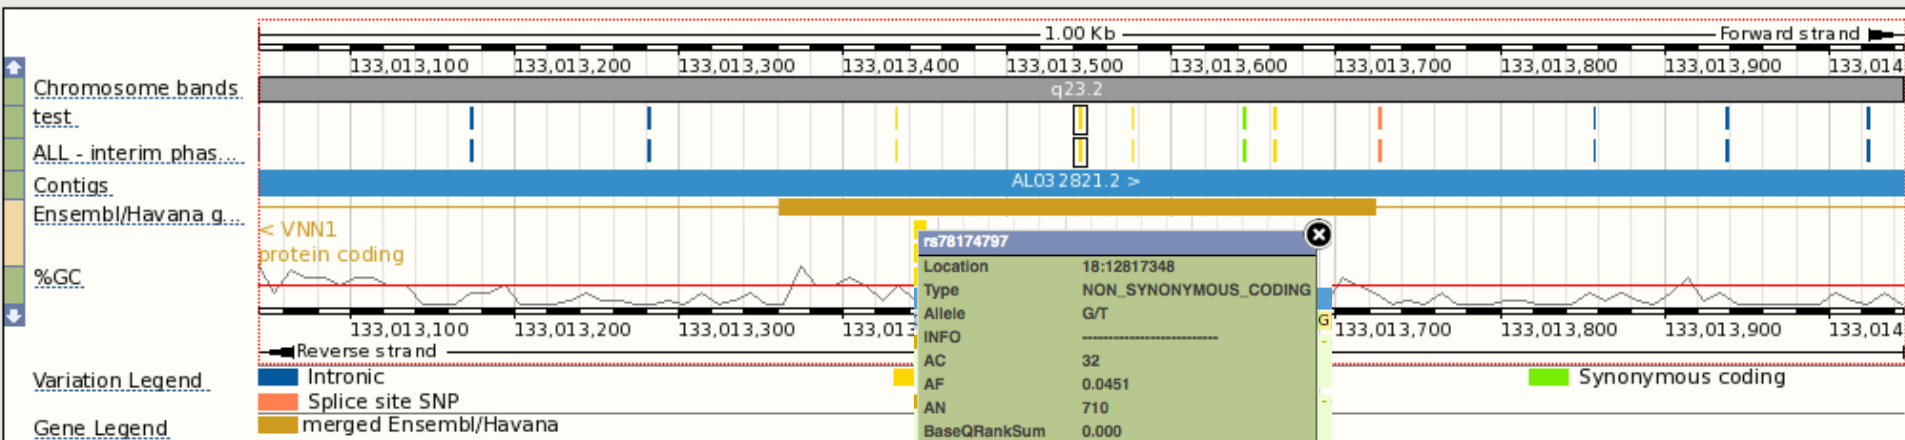 1.00 Kb Forward strand
133,013,100 133,013,200 133,013,300 133,013,400 133,013,500 133,013,600 133,013,700 133,013,800 133,013,900 133,014
Chromosome bands q23.2
test
ALL - interim phas...
Contigs AL032821.2 >
Ensembl/Havana g...
< VNN1
protein coding
%GC
133,013,100 133,013,200 133,013,300 133,01 133,013,700 133,013,800 133,013,900 133,014
Reverse strand
Variation Legend Intronic Synonymous coding
Splice site SNP
Gene Legend merged Ensembl/Havana
rs78174797
Location 18:12817348
Type NON_SYNONYMOUS_CODING
Allele G/T
INFO --------------------------
AC 32
AF 0.0451
AN 710
BaseQRankSum 0.000
G